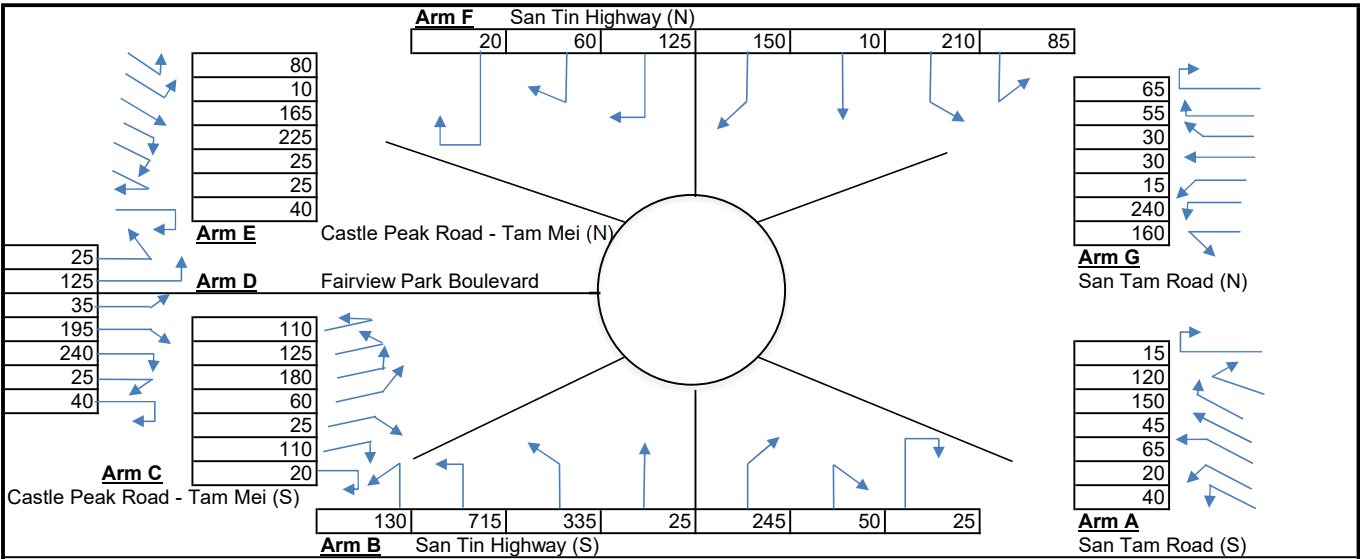 Arm F San Tin Highway (N)
20 60 125 150 10 210 85
80
10
165
225
25
25
40
Arm E Castle Peak Road - Tam Mei (N)
65
55
30
30
15
240
160
Arm G
San Tam Road (N)
25
125
35
195
240
25
40
Arm D Fairview Park Boulevard
110
125
180
60
25
110
20
Arm C
Castle Peak Road - Tam Mei (S)
15
120
150
45
65
20
40
Arm A
San Tam Road (S)
130 715 335 25 245 50 25
Arm B San Tin Highway (S)